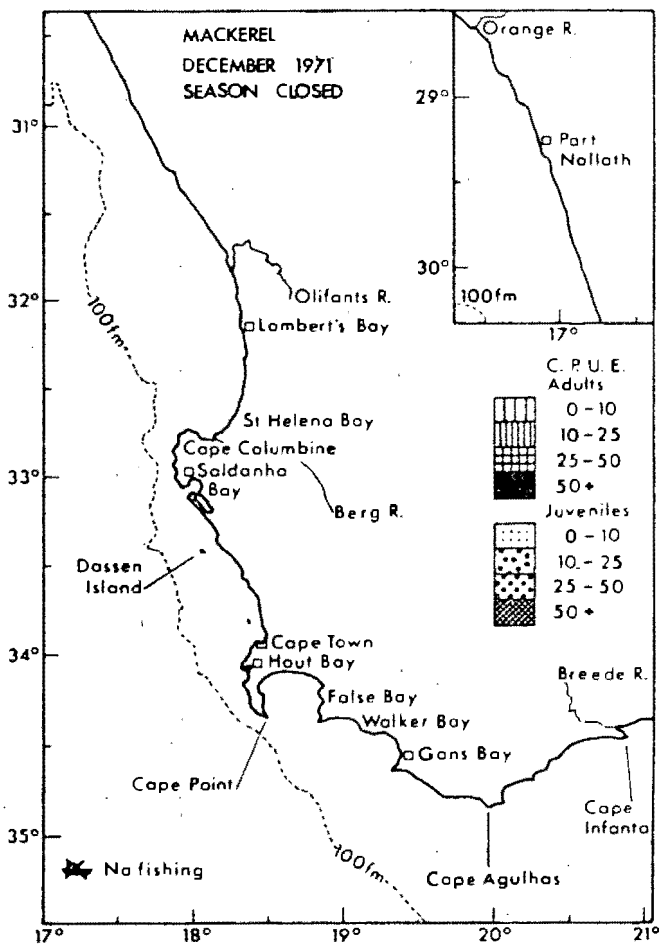 MACKEREL
DECEMBER 1971
SEASON CLOSED
Orange R.
29°
Part
Nollath
30°
100fm
17°
31°
32°
33°
34°
35°
100fm
Olifants R.
Lambert's Bay
St Helena Bay
Cape Columbine
Saldanha
Bay
Berg R.
Dassen
Island
Cape Town
Hout Bay
False Bay
Walker Bay
Gans Bay
Breede R.
Cape Point
Cape
Infanta
Cape Agulhas
100fm
No fishing
C. P. U. E.
Adults
0-10
10-25
25-50
50+
Juveniles
0-10
10-25
25-50
50+
17°
18°
19°
20°
21°